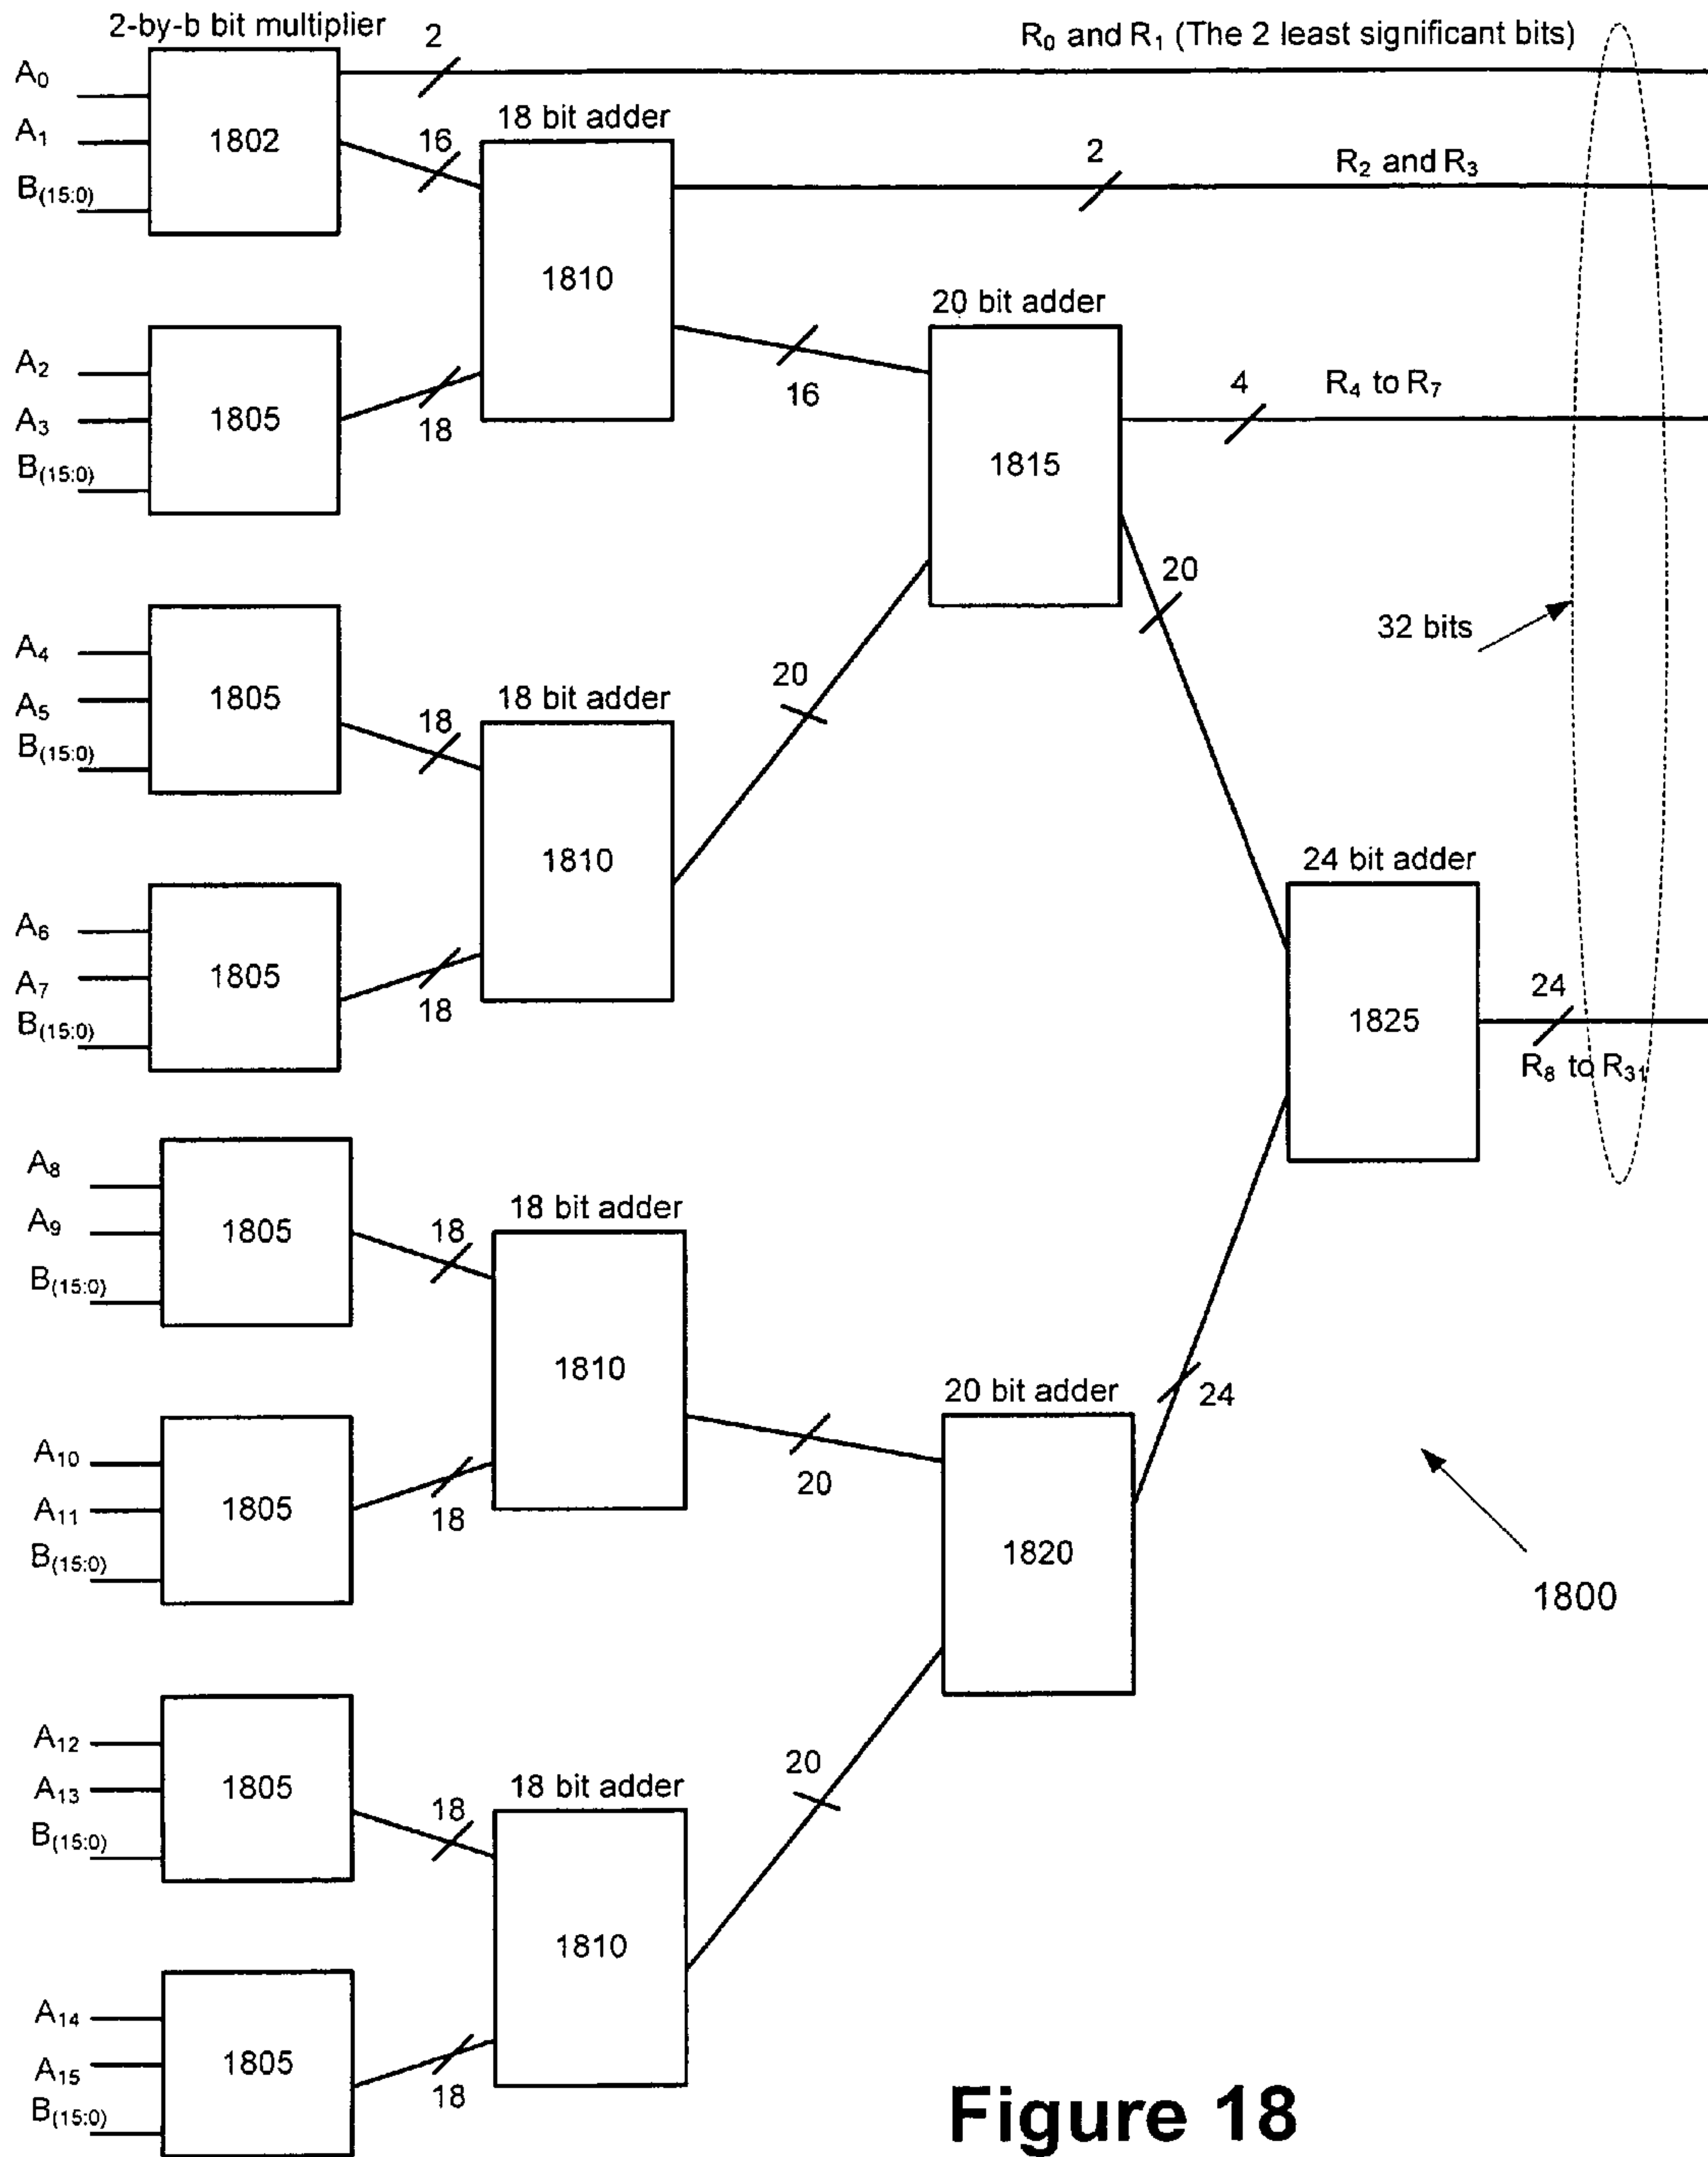 2-by-b bit multiplier
2
R0 and R1 (The 2 least significant bits)
A0
A1
B(15:0)
1802
16
18 bit adder
1810
2
R2 and R3
A2
A3
B(15:0)
1805
18
16
20 bit adder
1815
4
R4 to R7
20
32 bits
A4
A5
B(15:0)
1805
18
18 bit adder
1810
20
A6
A7
B(15:0)
1805
18
24 bit adder
1825
24
R8 to R31
A8
A9
B(15:0)
1805
18
18 bit adder
1810
20
20 bit adder
1820
24
1800
A10
A11
B(15:0)
1805
18
A12
A13
B(15:0)
1805
18
18 bit adder
1810
20
A14
A15
B(15:0)
1805
18
Figure 18